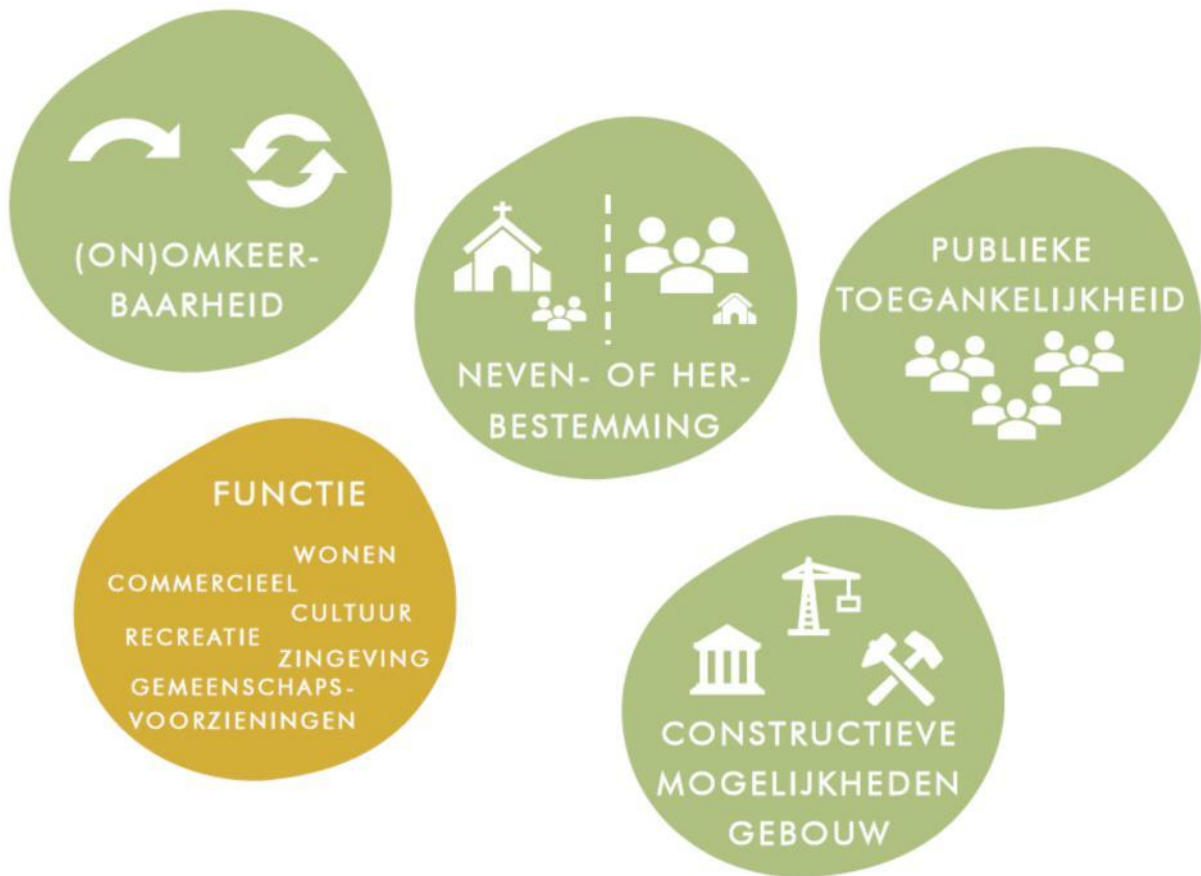 (ON)OMKEER-
BAARHEID
NEVEN- OF HER-
BESTEMMING
PUBLIEKE
TOEGANKELIJKHEID
FUNCTIE
WONEN
COMMERCIEEL
CULTUUR
RECREATIE
ZINGEVING
GEMEENSCHAPS-
VOORZIENINGEN
CONSTRUCTIEVE
MOGELIJKHEDEN
GEBOUW